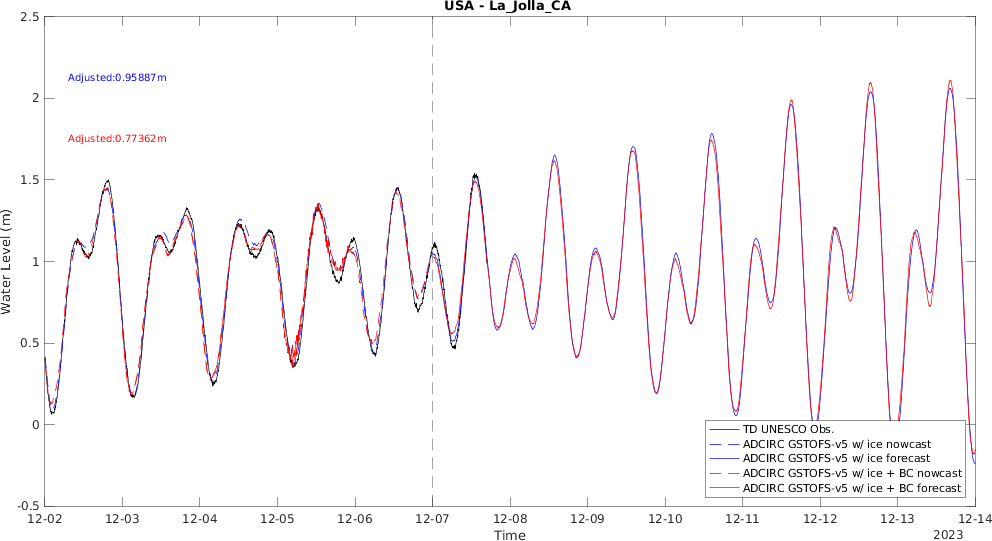 USA - La_Jolla_CA
2.5
2
1.5
1
0.5
0
-0.5
Water Level (m)
Adjusted:0.95887m
Adjusted:0.77362m
TD UNESCO Obs.
ADCIRC GSTOFS-v5 w/ ice nowcast
ADCIRC GSTOFS-v5 w/ ice forecast
ADCIRC GSTOFS-v5 w/ ice + BC nowcast
ADCIRC GSTOFS-v5 w/ ice + BC forecast
12-02 12-03 12-04 12-05 12-06 12-07 12-08 12-09 12-10 12-11 12-12 12-13 12-14
Time
2023